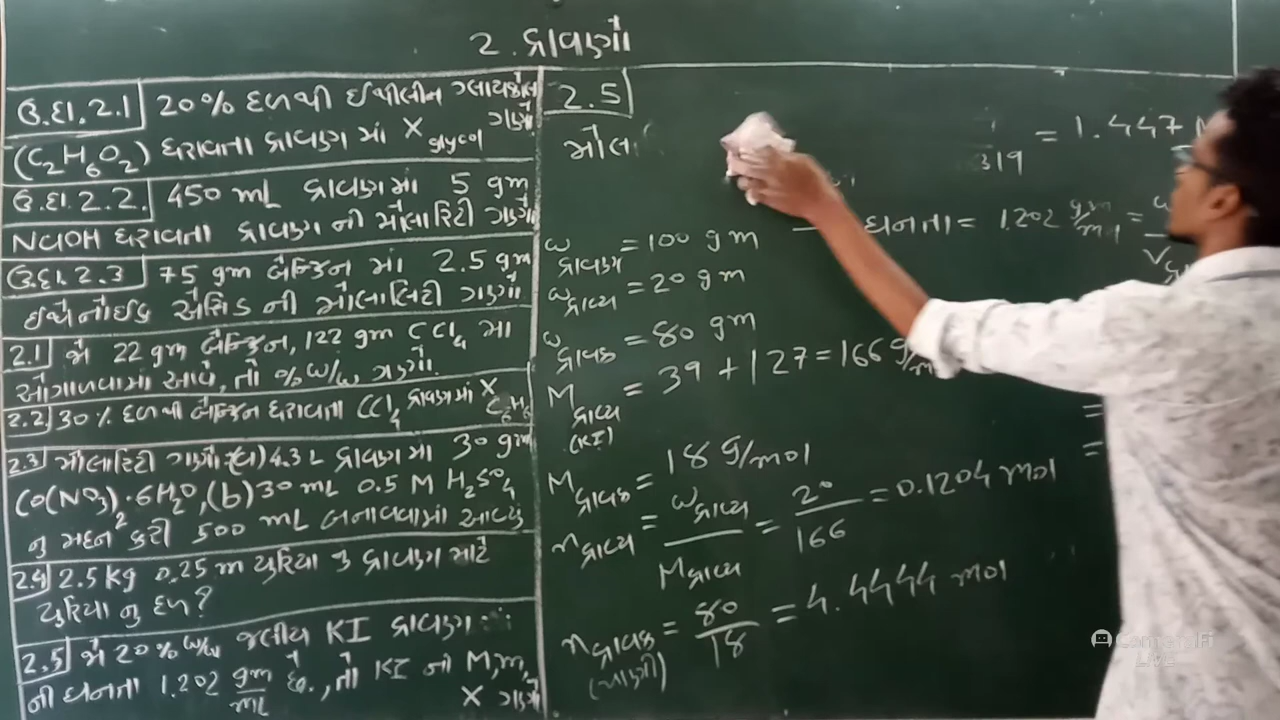 2. દ્રાવણો
ઉ.દા.2.1 20% દળથી ઈથીલીન ગ્લાયકોલ
(C₂H₆O₂) ધરાવતા દ્રાવણ માં X glycol ગણો
ઉ.દા.2.2. 450 mL દ્રાવણમાં 5 gm
NaOH ધરાવતા દ્રાવણ ની મોલારિટી ગણો
ઉ.દા.2.3 75 gm બેન્ઝિન માં 2.5 gm
ઈથેનોઈક એસિડ ની મોલાલિટી ગણો
2.1 જો 22 gm બેન્ઝિન, 122 gm CCl₄ માં
ઓગાળવામાં આવે, તો % w/w ગણો.
2.2 30% દળથી બેન્ઝિન ધરાવતા CCl₄ દ્રાવણમાં X C₆H₆
2.3 મોલારિટી ગણો (a) 4.3 L દ્રાવણ માં 30 gm
Co(NO₃)₂·6H₂O, (b) 30 mL 0.5 M H₂SO₄
નુ મંદન કરી 500 mL બનાવવામાં આવ્યુ
2.4 2.5 kg 0.25 m યુરિયા નુ દ્રાવણ માટે
યુરિયા નુ દળ?
2.5 જો 20% w/w જલીય KI દ્રાવણ
ની ઘનતા 1.202 gm/mL છે., તો KI નો M, m,
X ગણો
2.5
મોલા
w દ્રાવણ = 100 gm
w દ્રાવ્ય = 20 gm
w દ્રાવક = 80 gm
M દ્રાવ્ય (KI) = 39 + 127 = 166 g/m
M દ્રાવક = 18 g/mol
n દ્રાવ્ય = w દ્રાવ્ય / M દ્રાવ્ય = 20 / 166 = 0.1204 mol
n દ્રાવક (પાણી) = 80 / 18 = 4.4444 mol
319 = 1.447
ઘનતા = 1.202 gm/ml =
CameraFi
LIVE